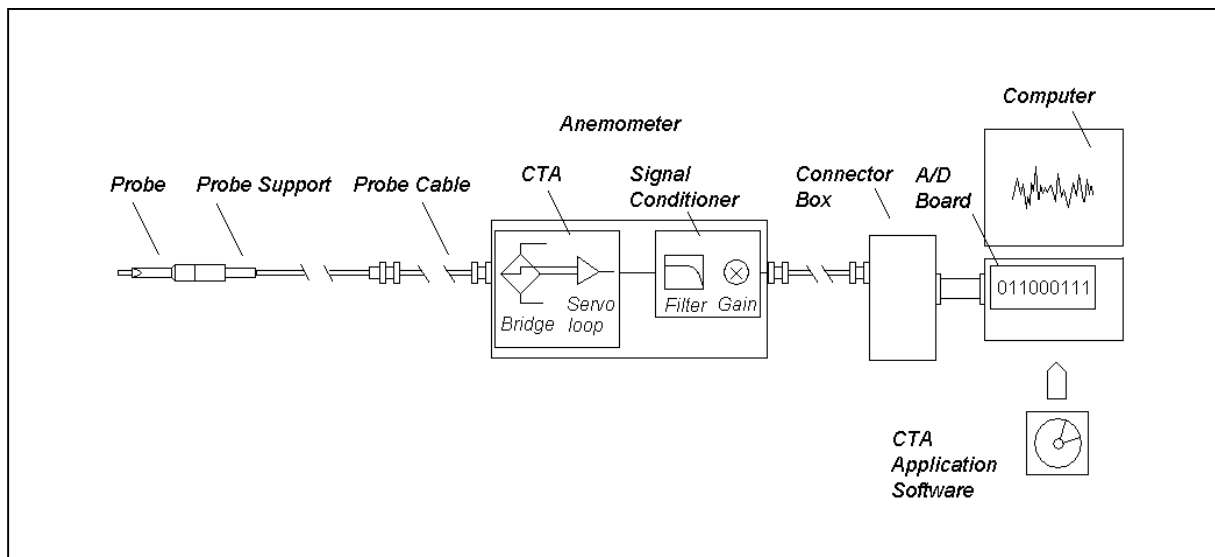 Computer
Anemometer
Probe
Probe Support
Probe Cable
CTA
Signal
Conditioner
Connector
Box
A/D
Board
011000111
Bridge
Servo
loop
Filter
Gain
CTA
Application
Software